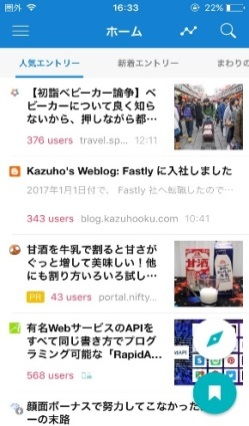 圏外 16:33 22%
ホーム
人気エントリー 新着エントリー まわりの
【初詣ベビーカー論争】ベ
ビーカーについて良く知ら
ないから、押しながら都…
376 users travel.sp... 12:11
Kazuho's Weblog: Fastly に入社しました
2017年1月1日付で、 Fastly 社へ転職したので…
343 users blog.kazuhooku.com 10:41
甘酒を牛乳で割ると甘さが
ぐっと増して美味しい！他
にも割り方いろいろ試し…
PR 43 users portal.nifty...
有名WebサービスのAPIを
すべて同じ書き方でプログ
ラミング可能な「RapidA…
568 users
顔面ボーナスで努力してこなかった
ーの末路
甘酒